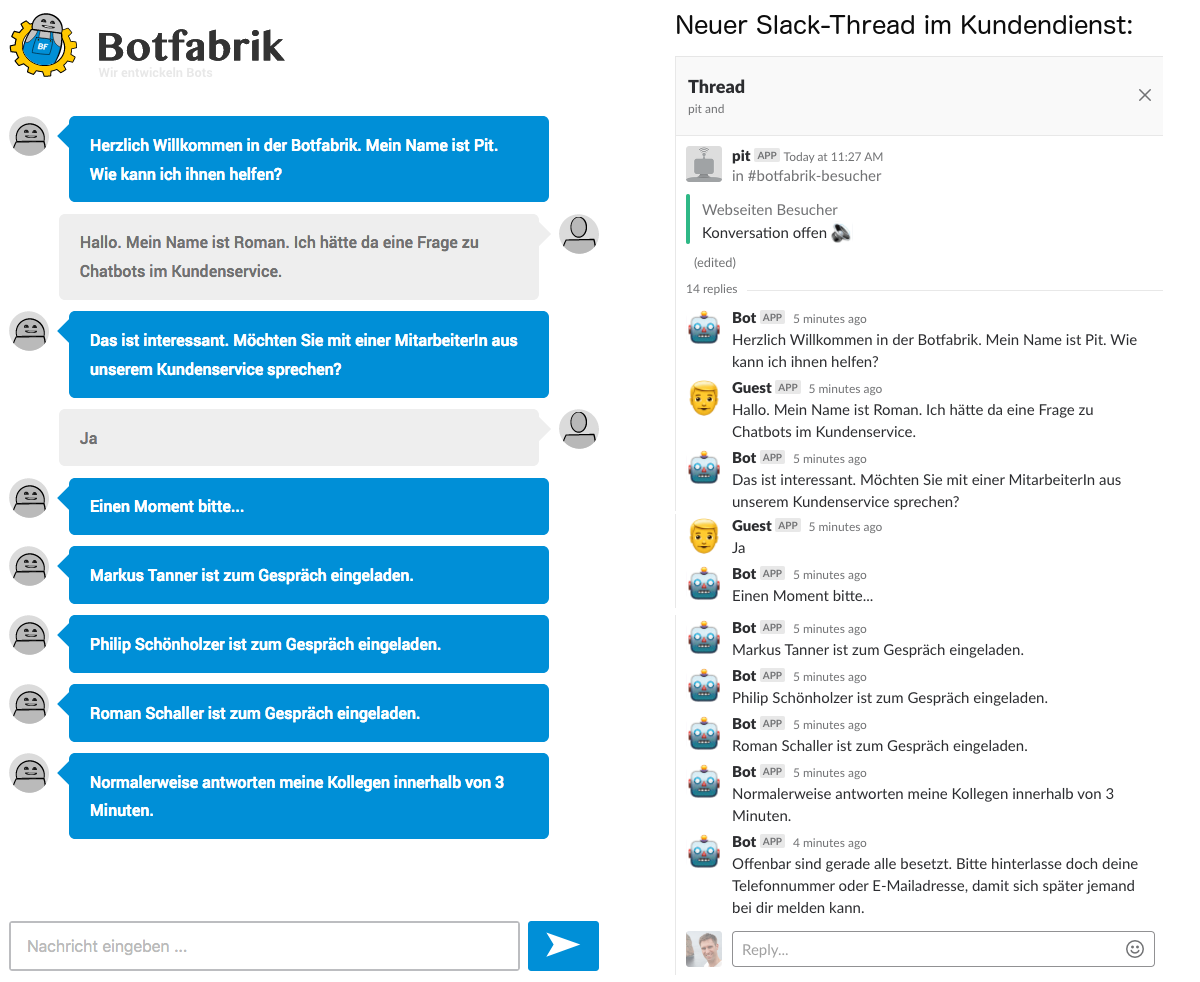 BF
Botfabrik
Wir entwickeln Bots
Herzlich Willkommen in der Botfabrik. Mein Name ist Pit.
Wie kann ich ihnen helfen?
Hallo. Mein Name ist Roman. Ich hätte da eine Frage zu
Chatbots im Kundenservice.
Das ist interessant. Möchten Sie mit einer MitarbeiterIn aus
unserem Kundenservice sprechen?
Ja
Einen Moment bitte...
Markus Tanner ist zum Gespräch eingeladen.
Philip Schönholzer ist zum Gespräch eingeladen.
Roman Schaller ist zum Gespräch eingeladen.
Normalerweise antworten meine Kollegen innerhalb von 3
Minuten.
Nachricht eingeben ...
Neuer Slack-Thread im Kundendienst:
Thread
pit and
pit APP Today at 11:27 AM
in #botfabrik-besucher
Webseiten Besucher
Konversation offen
(edited)
14 replies
Bot APP 5 minutes ago
Herzlich Willkommen in der Botfabrik. Mein Name ist Pit. Wie
kann ich ihnen helfen?
Guest APP 5 minutes ago
Hallo. Mein Name ist Roman. Ich hätte da eine Frage zu
Chatbots im Kundenservice.
Bot APP 5 minutes ago
Das ist interessant. Möchten Sie mit einer MitarbeiterIn aus
unserem Kundenservice sprechen?
Guest APP 5 minutes ago
Ja
Bot APP 5 minutes ago
Einen Moment bitte...
Bot APP 5 minutes ago
Markus Tanner ist zum Gespräch eingeladen.
Bot APP 5 minutes ago
Philip Schönholzer ist zum Gespräch eingeladen.
Bot APP 5 minutes ago
Roman Schaller ist zum Gespräch eingeladen.
Bot APP 5 minutes ago
Normalerweise antworten meine Kollegen innerhalb von 3
Minuten.
Bot APP 4 minutes ago
Offenbar sind gerade alle besetzt. Bitte hinterlasse doch deine
Telefonnummer oder E-Mailadresse, damit sich später jemand
bei dir melden kann.
Reply...